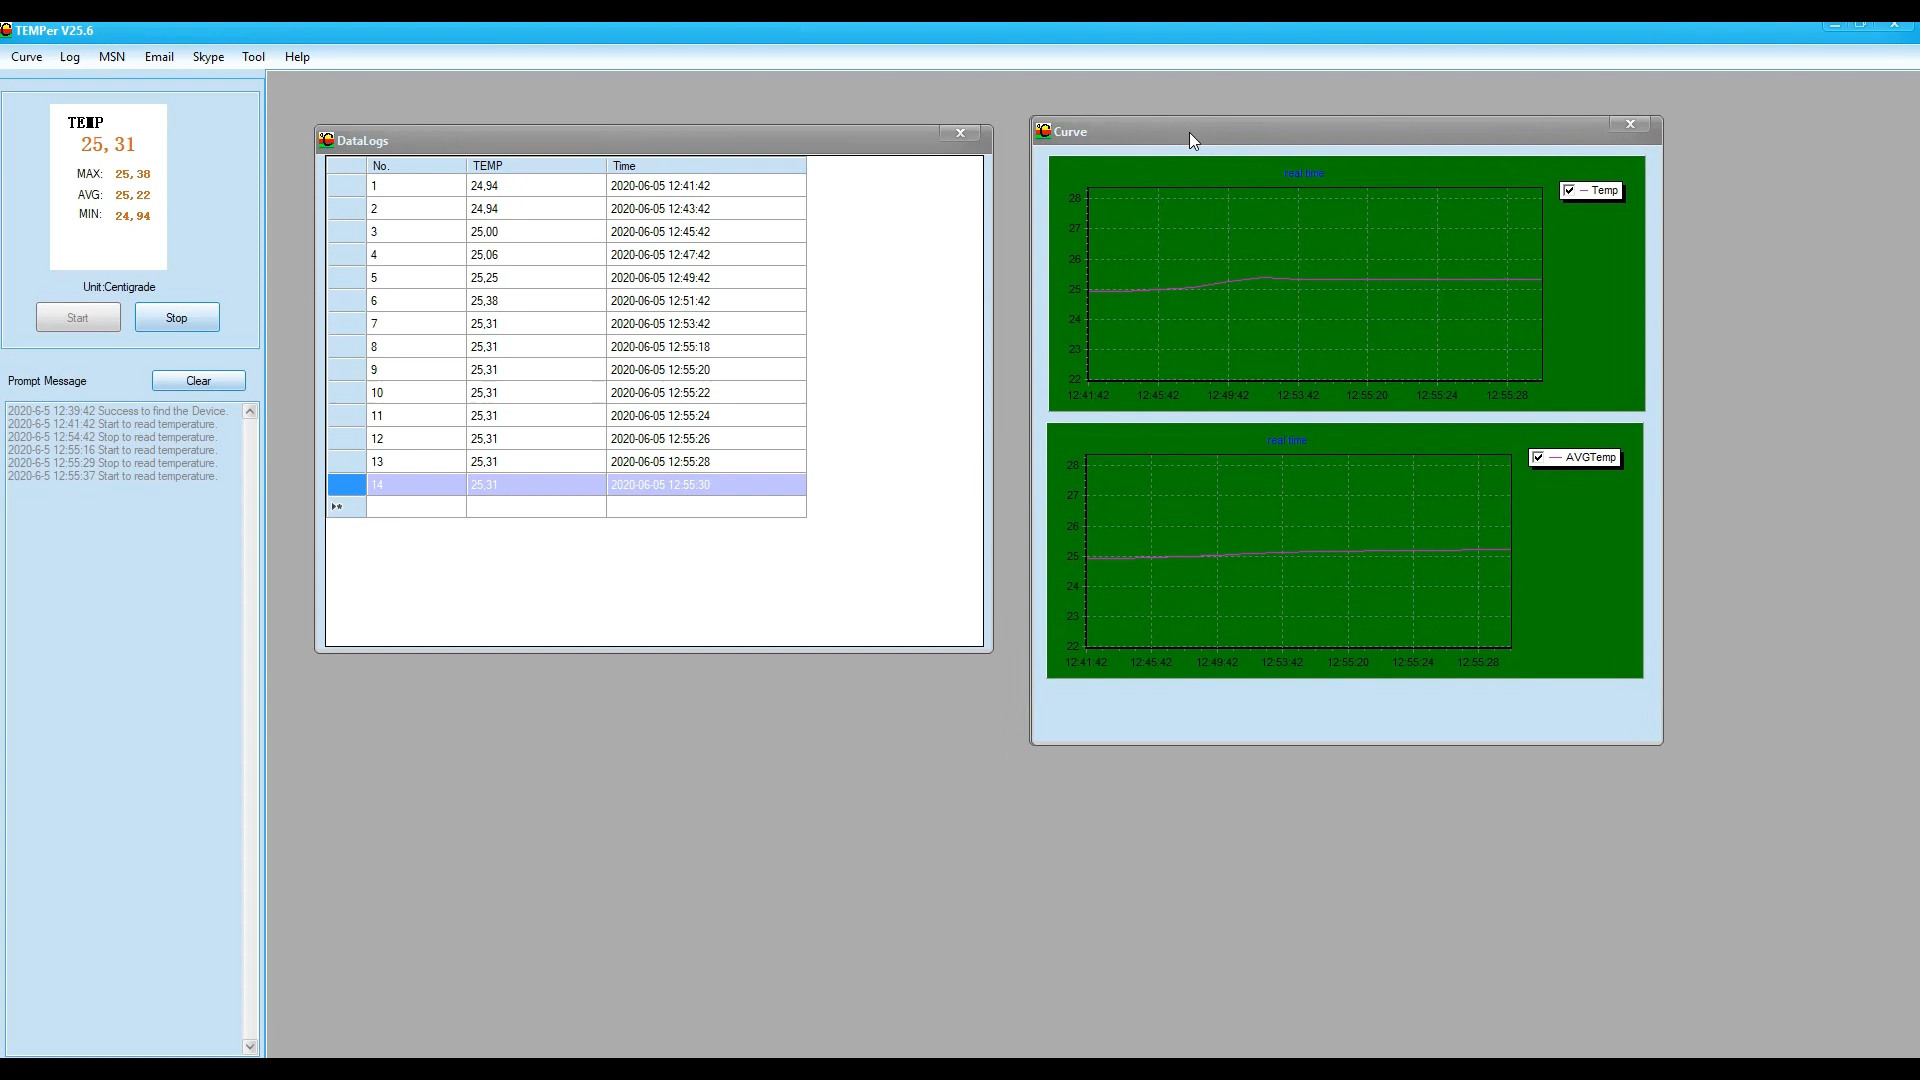 TEMPer V25.6
Curve Log MSN Email Skype Tool Help
TEMP
25,31
MAX: 25,38
AVG: 25,22
MIN: 24,94
Unit:Centigrade
Start Stop
Prompt Message Clear
2020-6-5 12:39:42 Success to find the Device.
2020-6-5 12:41:42 Start to read temperature.
2020-6-5 12:54:42 Stop to read temperature.
2020-6-5 12:55:16 Start to read temperature.
2020-6-5 12:55:29 Stop to read temperature.
2020-6-5 12:55:37 Start to read temperature.
DataLogs
No. TEMP Time
1 24,94 2020-06-05 12:41:42
2 24,94 2020-06-05 12:43:42
3 25,00 2020-06-05 12:45:42
4 25,06 2020-06-05 12:47:42
5 25,25 2020-06-05 12:49:42
6 25,38 2020-06-05 12:51:42
7 25,31 2020-06-05 12:53:42
8 25,31 2020-06-05 12:55:18
9 25,31 2020-06-05 12:55:20
10 25,31 2020-06-05 12:55:22
11 25,31 2020-06-05 12:55:24
12 25,31 2020-06-05 12:55:26
13 25,31 2020-06-05 12:55:28
14 25,31 2020-06-05 12:55:30
Curve
real time
Temp
28
27
26
25
24
23
22
12:41:42 12:45:42 12:49:42 12:53:42 12:55:20 12:55:24 12:55:28
real time
AVGTemp
28
27
26
25
24
23
22
12:41:42 12:45:42 12:49:42 12:53:42 12:55:20 12:55:24 12:55:28